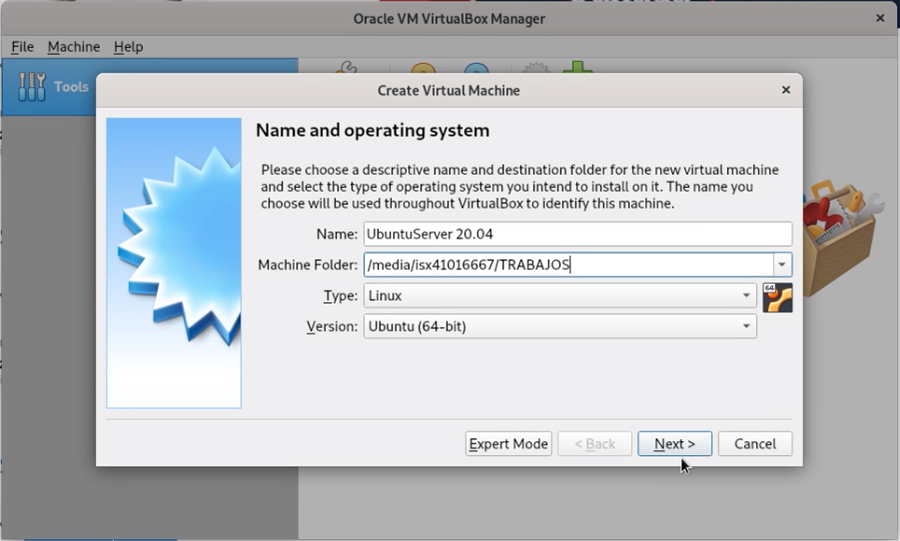 Oracle VM VirtualBox Manager
File Machine Help
Tools
Create Virtual Machine
Name and operating system
Please choose a descriptive name and destination folder for the new virtual machine
and select the type of operating system you intend to install on it. The name you
choose will be used throughout VirtualBox to identify this machine.
Name: UbuntuServer 20.04
Machine Folder: /media/isx41016667/TRABAJOS
Type: Linux
64
Version: Ubuntu (64-bit)
Expert Mode < Back Next > Cancel